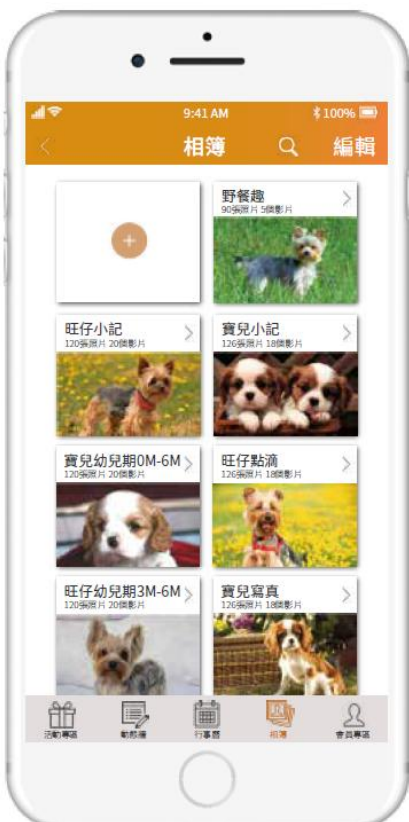 9:41 AM
100%
相簿
編輯
野餐趣
90張照片 5個影片
旺仔小記
120張照片 20個影片
寶兒小記
126張照片 18個影片
寶兒幼兒期0M-6M
120張照片 20個影片
旺仔點滴
126張照片 18個影片
旺仔幼兒期3M-6M
120張照片 20個影片
寶兒寫真
126張照片 18個影片
活動專區
動態牆
行事曆
相簿
會員專區